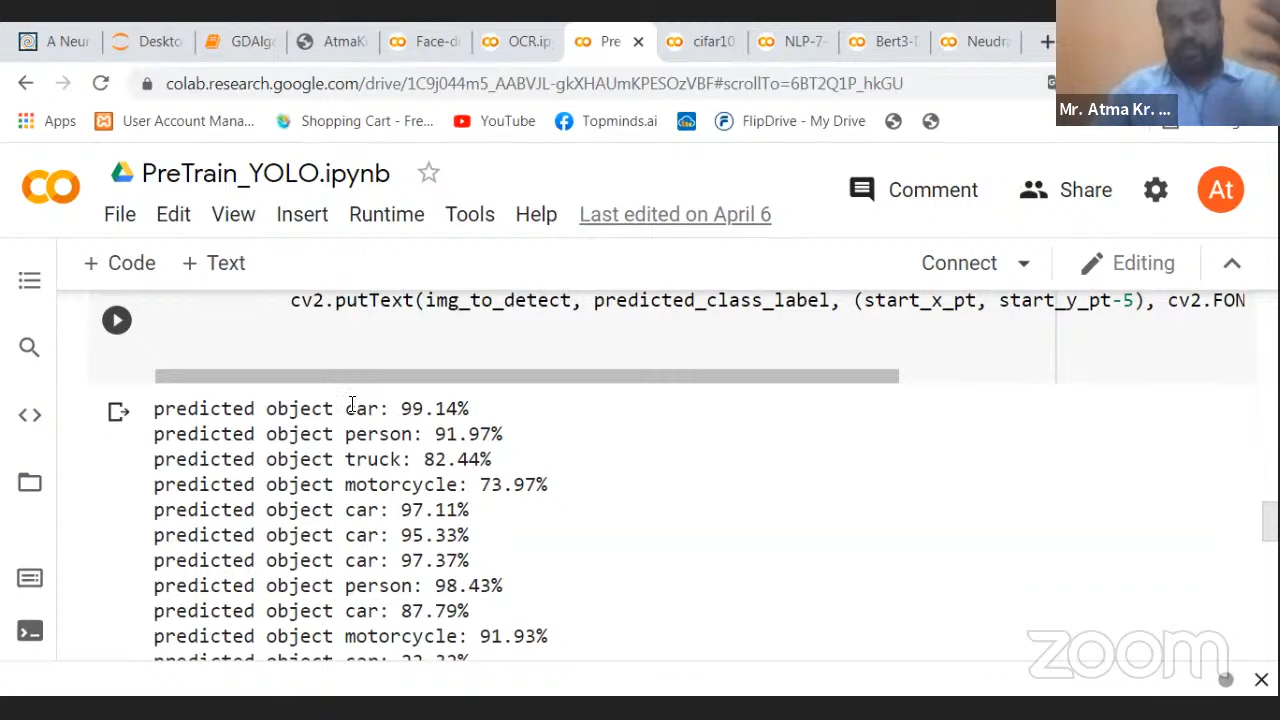 A Neur
Deskto
GDAlgo
AtmaK
Face-d
OCR.ip
Pre
cifar10
NLP-7-
Bert3-D
Neudra
colab.research.google.com/drive/1C9j044m5_AABVJL-gkXHAUmKPESOzVBF#scrollTo=6BT2Q1P_hkGU
Apps
User Account Mana...
Shopping Cart - Fre...
YouTube
Topminds.ai
FlipDrive - My Drive
Mr. Atma Kr. ...
PreTrain_YOLO.ipynb
Comment
Share
At
File Edit View Insert Runtime Tools Help Last edited on April 6
+ Code + Text
Connect
Editing
cv2.putText(img_to_detect, predicted_class_label, (start_x_pt, start_y_pt-5), cv2.FON
predicted object car: 99.14%
predicted object person: 91.97%
predicted object truck: 82.44%
predicted object motorcycle: 73.97%
predicted object car: 97.11%
predicted object car: 95.33%
predicted object car: 97.37%
predicted object person: 98.43%
predicted object car: 87.79%
predicted object motorcycle: 91.93%
predicted object car:
zoom